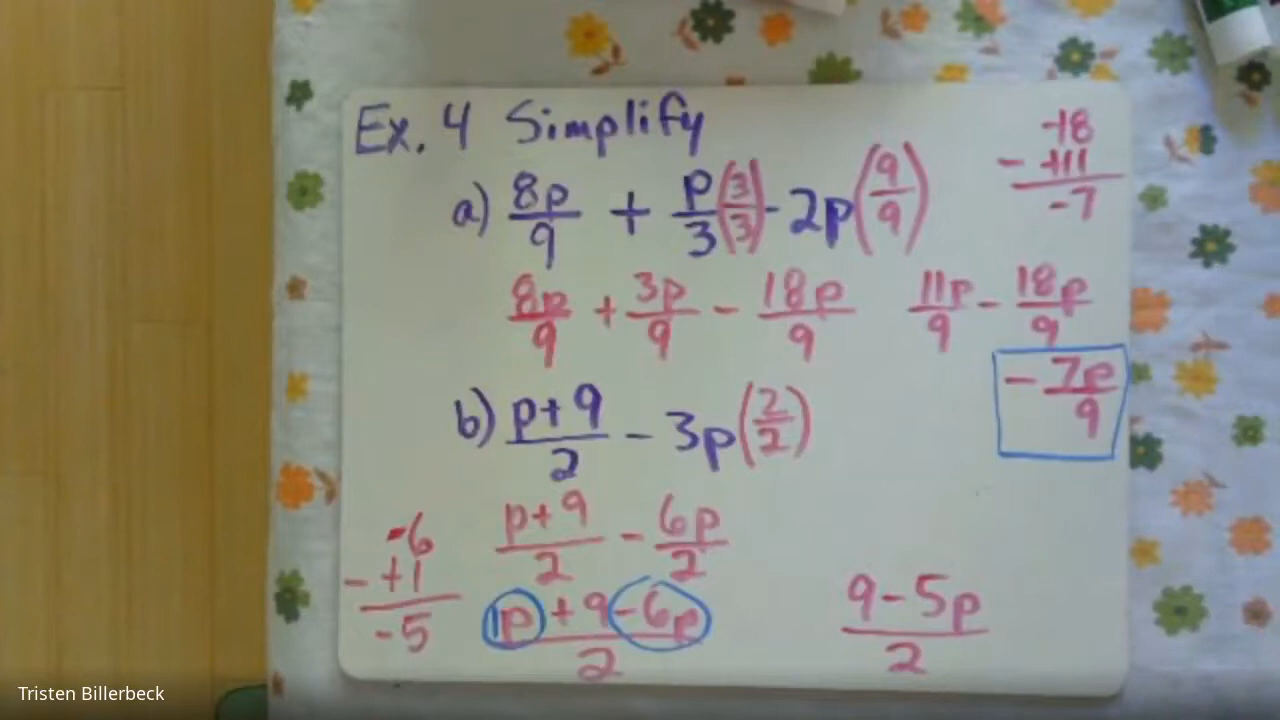 Ex. 4 Simplify
a) 8p/9 + p/3 (3/3) - 2p (9/9)
-18
- +11
-7
8p/9 + 3p/9 - 18p/9
11p/9 - 18p/9
- 7p/9
b) p+9/2 - 3p (2/2)
p+9/2 - 6p/2
-6
- +1
-5
1p + 9 - 6p/2
9 - 5p/2
Tristen Billerbeck